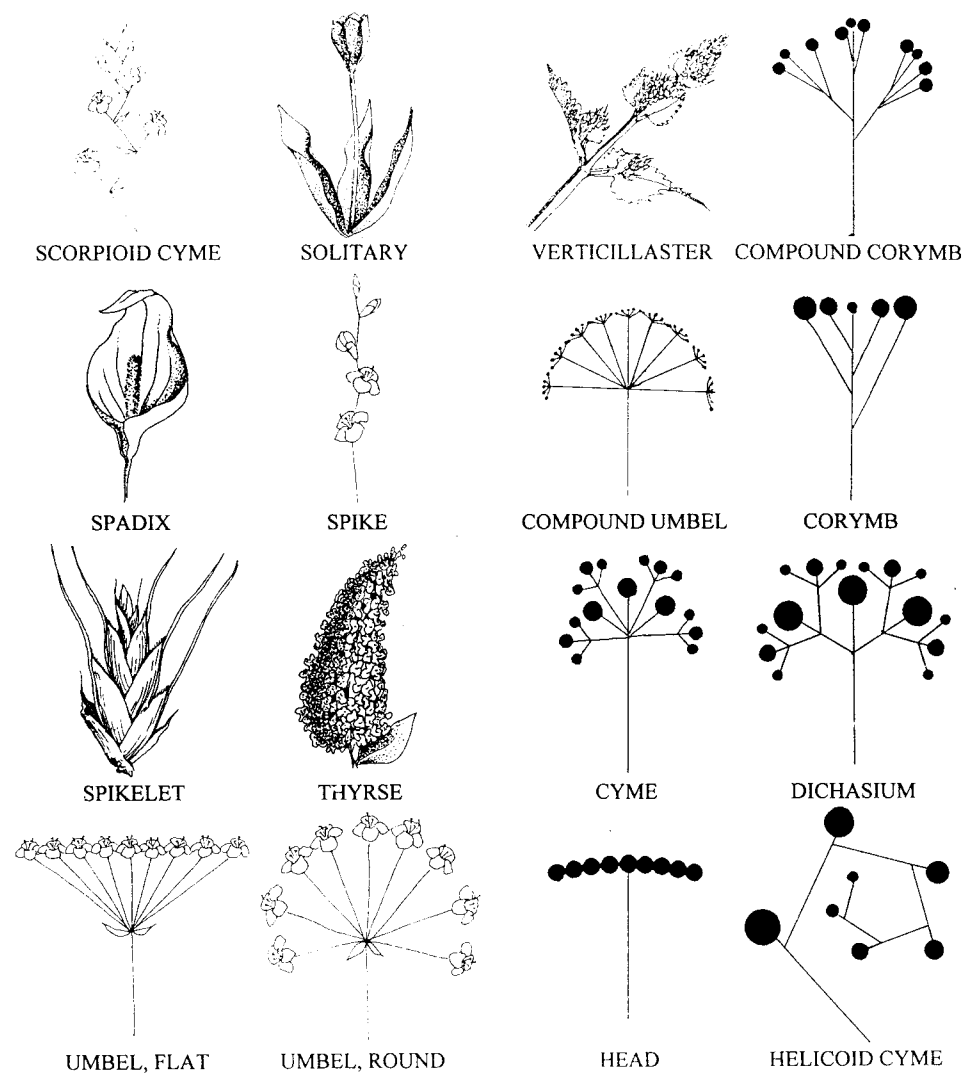 SCORPIOID CYME
SOLITARY
VERTICILLASTER
COMPOUND CORYMB
SPADIX
SPIKE
COMPOUND UMBEL
CORYMB
SPIKELET
THYRSE
CYME
DICHASIUM
UMBEL, FLAT
UMBEL, ROUND
HEAD
HELICOID CYME